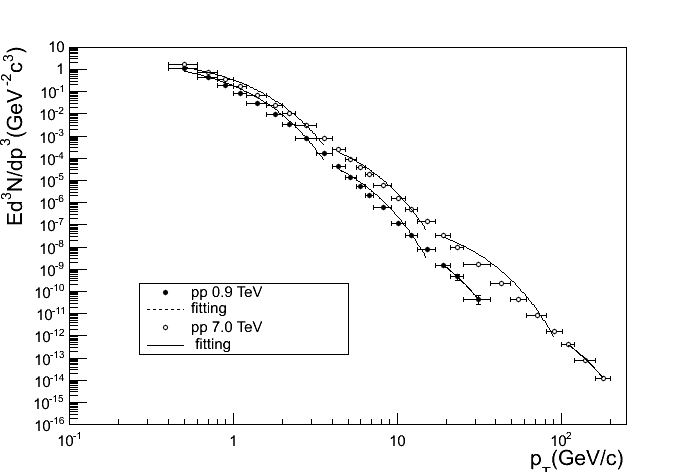 Ed³N/dp³(GeV⁻²c³)
10
1
10⁻¹
10⁻²
10⁻³
10⁻⁴
10⁻⁵
10⁻⁶
10⁻⁷
10⁻⁸
10⁻⁹
10⁻¹⁰
10⁻¹¹
10⁻¹²
10⁻¹³
10⁻¹⁴
10⁻¹⁵
10⁻¹⁶
pp 0.9 TeV
fitting
pp 7.0 TeV
fitting
10⁻¹ 1 10 10²
p_T(GeV/c)